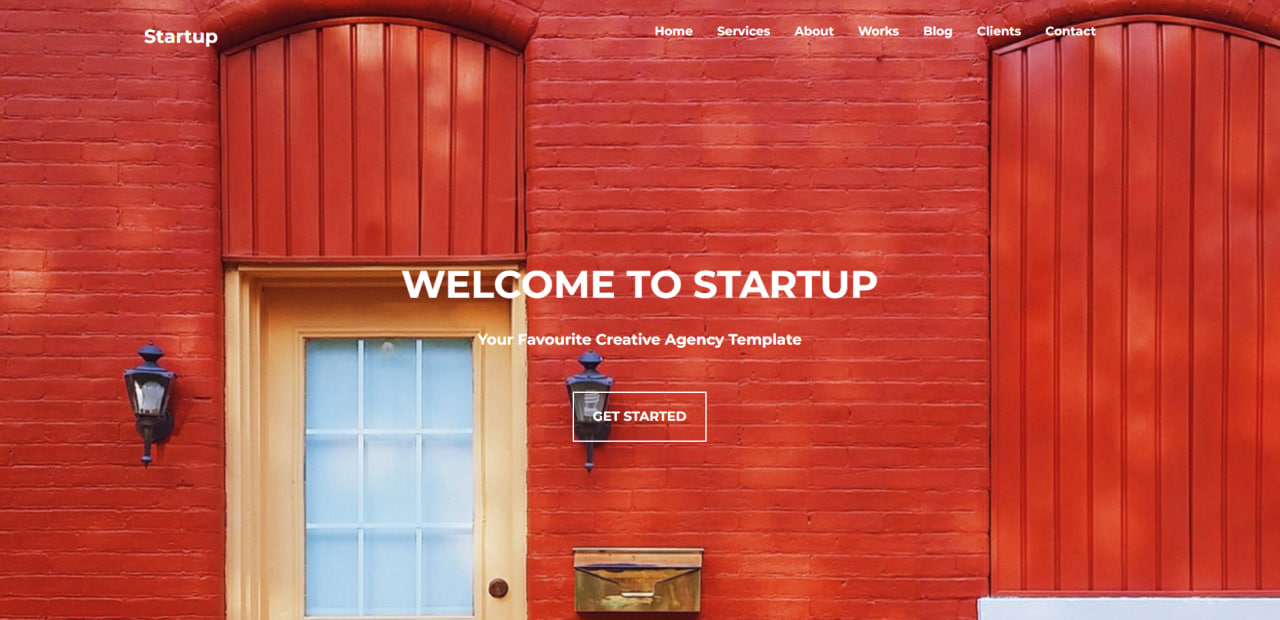 Startup
Home Services About Works Blog Clients Contact
WELCOME TO STARTUP
Your Favourite Creative Agency Template
GET STARTED